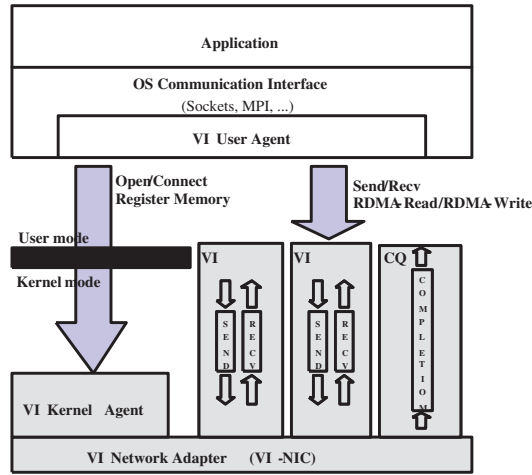 Application
OS Communication Interface
(Sockets, MPI, ...)
VI User Agent
Open/Connect
Register Memory
Send/Recv
RDMA-Read/RDMA-Write
User mode
Kernel mode
VI
VI
CQ
SEND
RECV
SEND
RECV
COMPLETIOM
VI Kernel Agent
VI Network Adapter (VI -NIC)